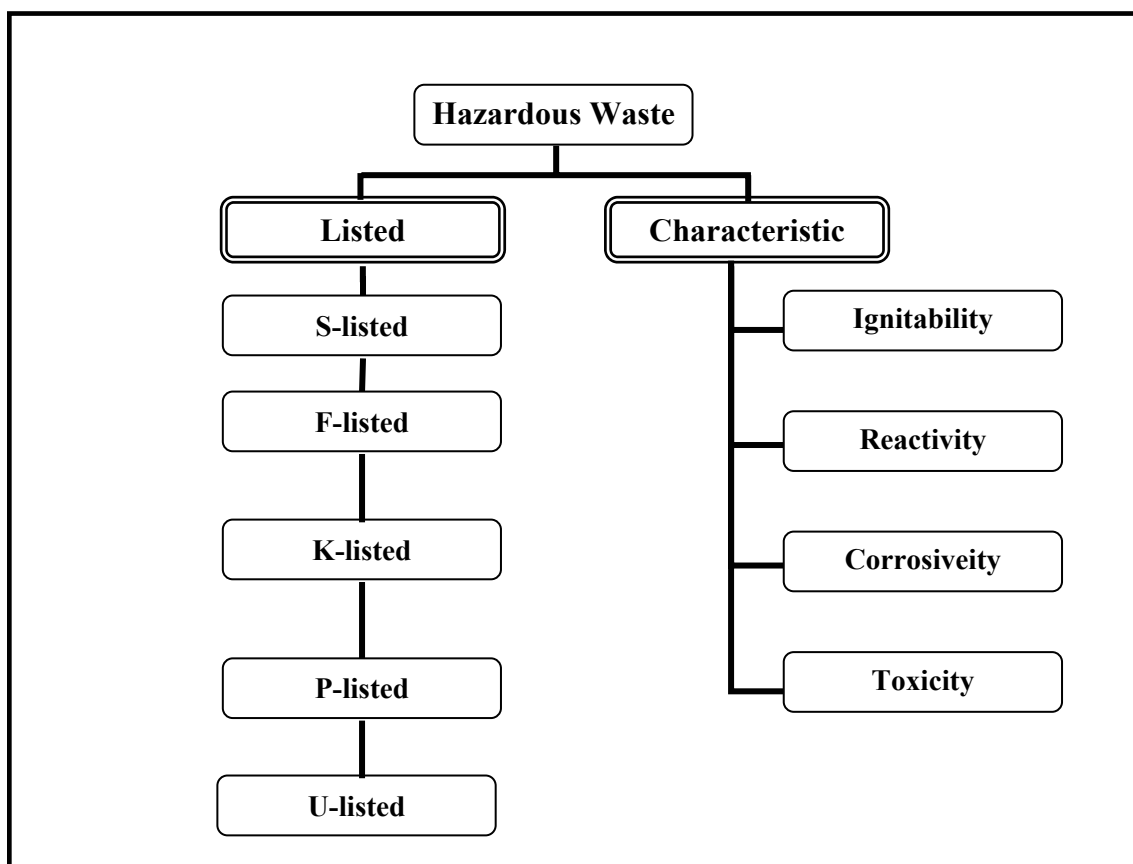 Hazardous Waste
Listed
Characteristic
S-listed
F-listed
K-listed
P-listed
U-listed
Ignitability
Reactivity
Corrosiveity
Toxicity